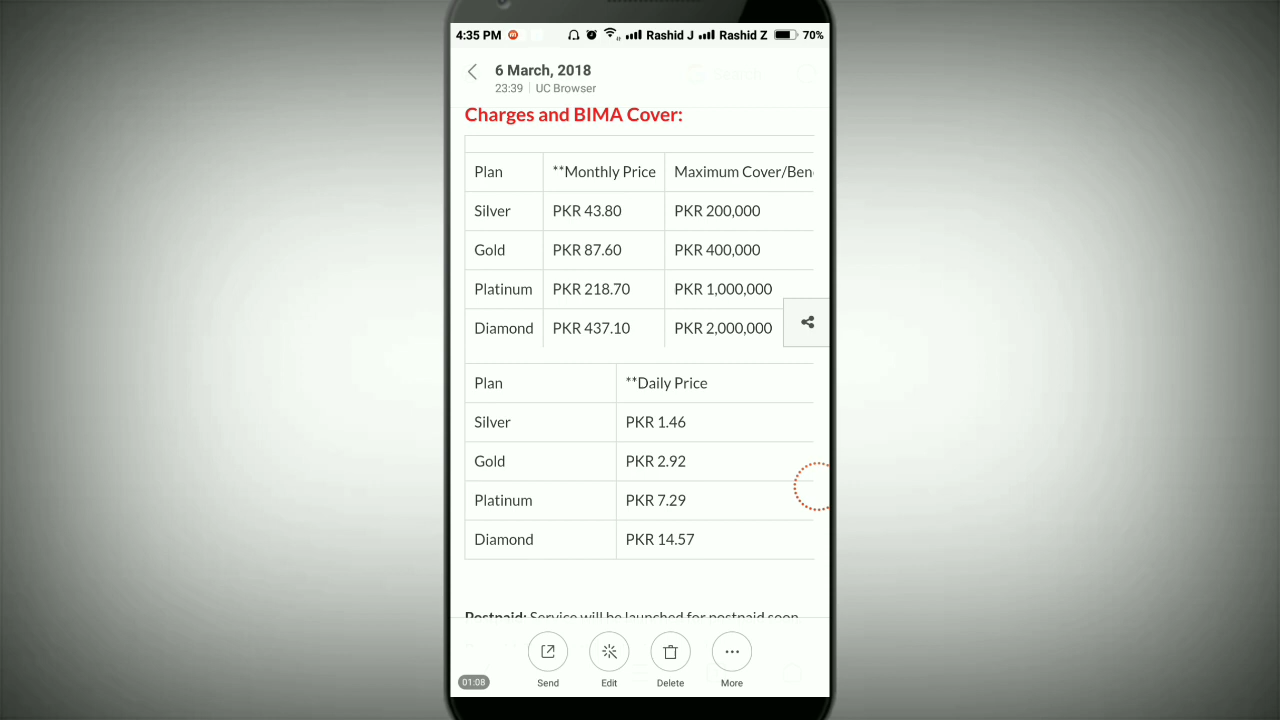 4:35 PM Rashid J Rashid Z 70%
6 March, 2018
23:39 UC Browser
Charges and BIMA Cover:
Plan **Monthly Price Maximum Cover/Ben
Silver PKR 43.80 PKR 200,000
Gold PKR 87.60 PKR 400,000
Platinum PKR 218.70 PKR 1,000,000
Diamond PKR 437.10 PKR 2,000,000
Plan **Daily Price
Silver PKR 1.46
Gold PKR 2.92
Platinum PKR 7.29
Diamond PKR 14.57
Postpaid: Service will be launched for postpaid soon
Send Edit Delete More
01:08